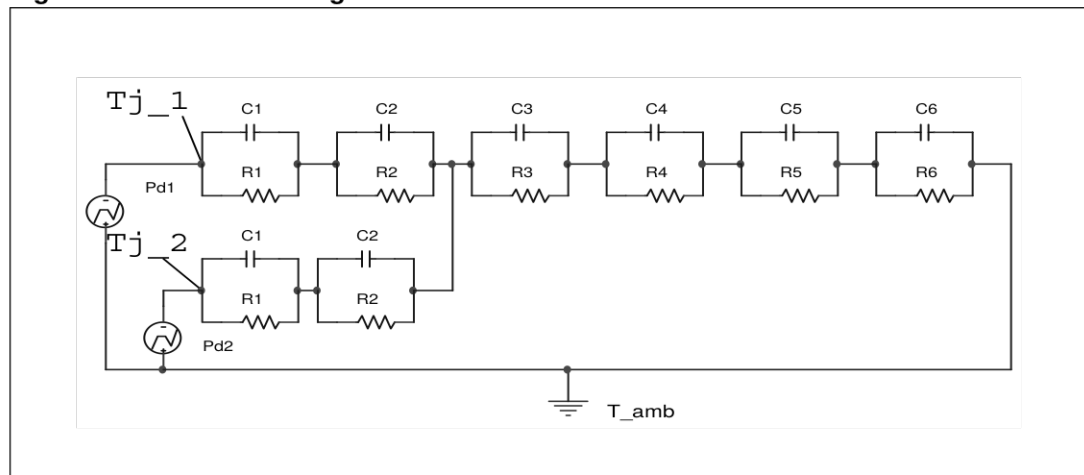 Tj_1
C1 C2 C3 C4 C5 C6
R1 R2 R3 R4 R5 R6
Pd1
Tj_2
C1 C2
R1 R2
Pd2
T_amb